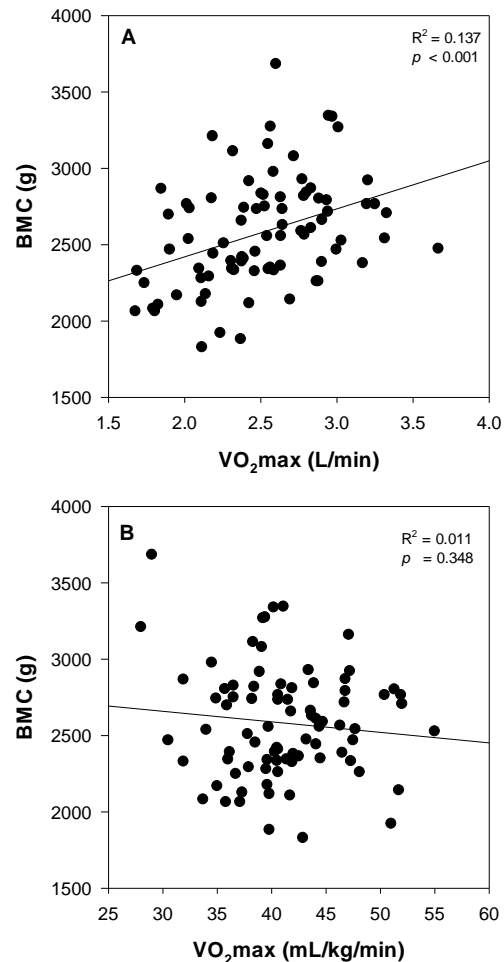 A
R² = 0.137
p < 0.001
4000
3500
3000
2500
2000
1500
BMC (g)
1.5 2.0 2.5 3.0 3.5 4.0
VO₂max (L/min)
B
R² = 0.011
p = 0.348
4000
3500
3000
2500
2000
1500
BMC (g)
25 30 35 40 45 50 55 60
VO₂max (mL/kg/min)